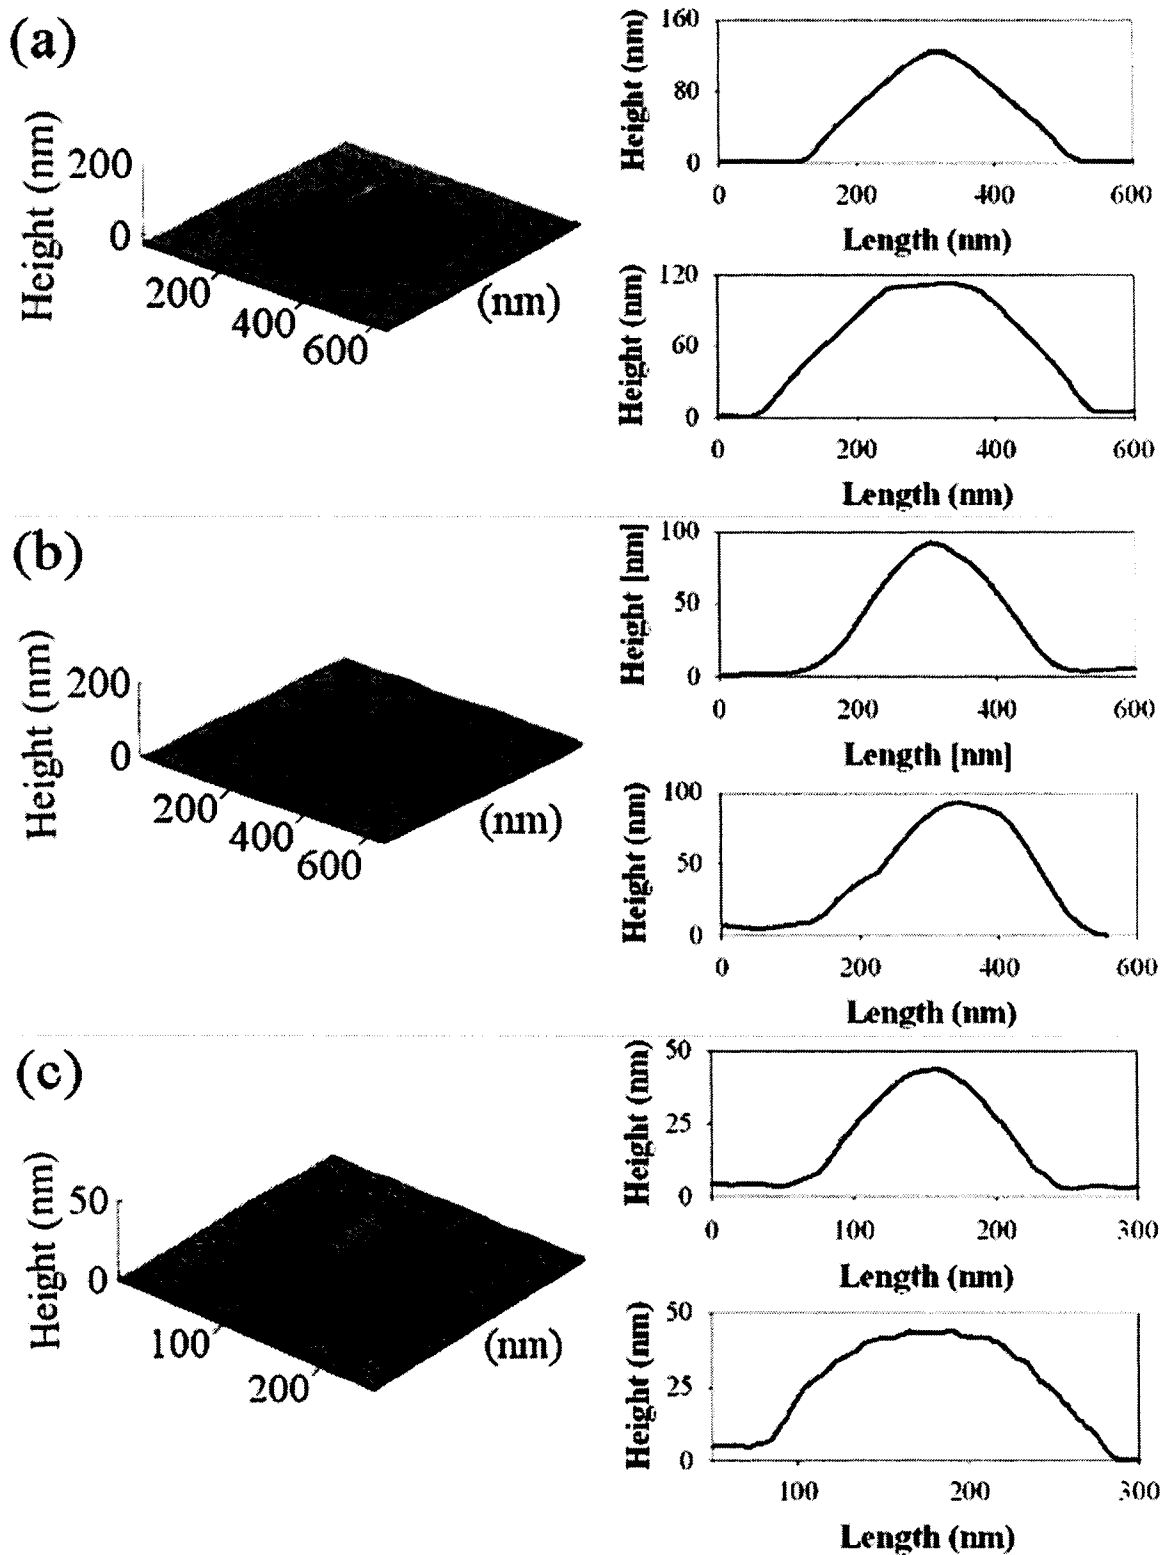 (a)
Height (nm)
200
0
200
400
600
(nm)
Height (nm)
160
80
0
0 200 400 600
Length (nm)
Height (nm)
120
60
0
0 200 400 600
Length (nm)
(b)
Height (nm)
200
0
200
400
600
(nm)
Height [nm]
100
50
0
0 200 400 600
Length [nm]
Height (nm)
100
50
0
0 200 400 600
Length (nm)
(c)
Height (nm)
50
0
100
200
(nm)
Height (nm)
50
25
0
0 100 200 300
Length (nm)
Height (nm)
50
25
0
100 200 300
Length (nm)